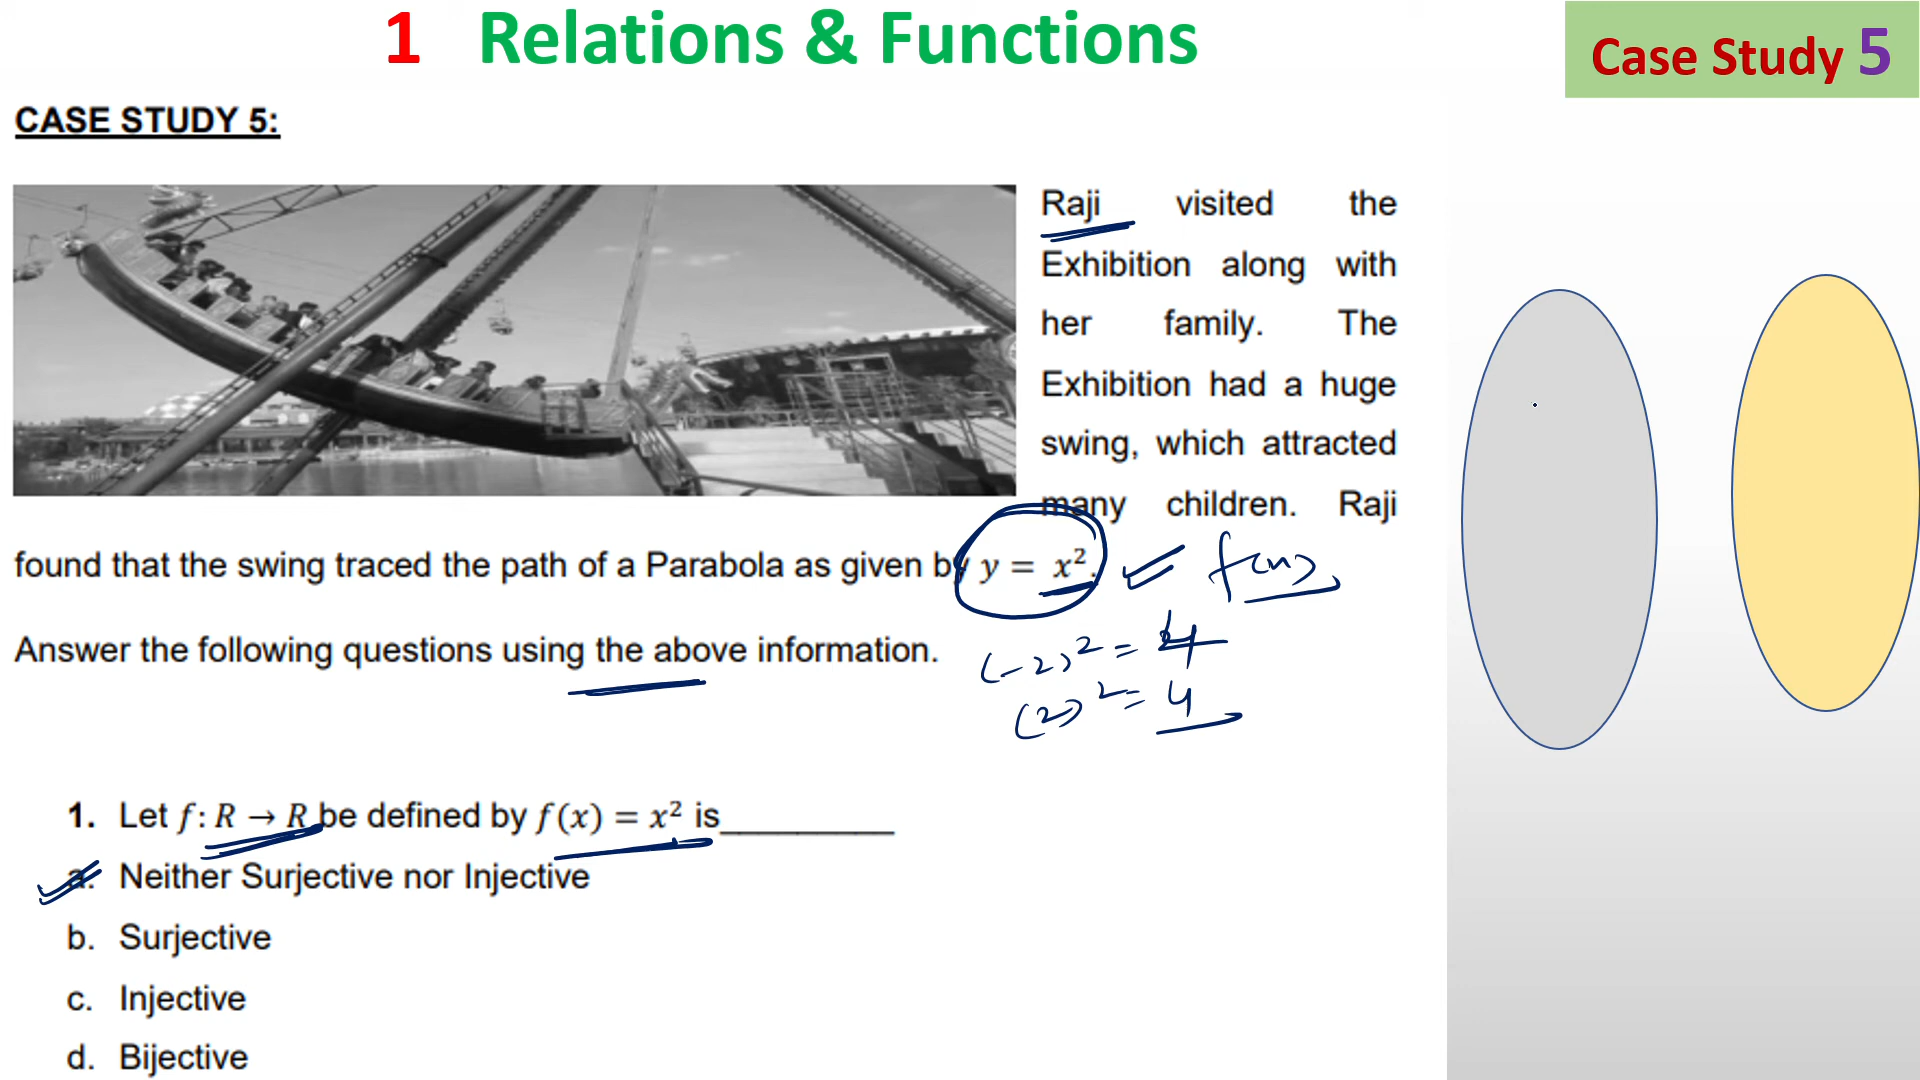 1 Relations & Functions
Case Study 5
CASE STUDY 5:
Raji visited the
Exhibition along with
her family. The
Exhibition had a huge
swing, which attracted
many children. Raji
found that the swing traced the path of a Parabola as given by y = x².
Answer the following questions using the above information.
(-2)² = 4
(2)² = 4
1. Let f: R → R be defined by f(x) = x² is_________
a. Neither Surjective nor Injective
b. Surjective
c. Injective
d. Bijective